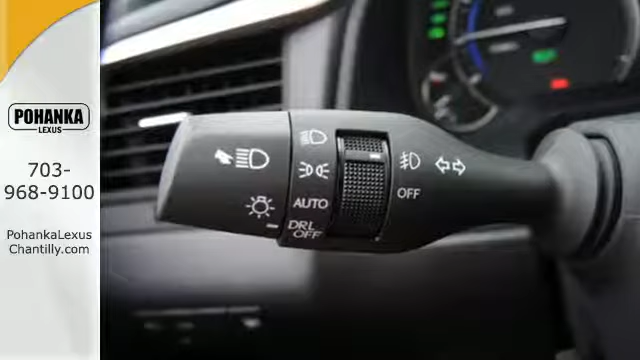 POHANKA
LEXUS
703-
968-9100
PohankaLexus
Chantilly.com
AUTO
DRL
OFF
OFF